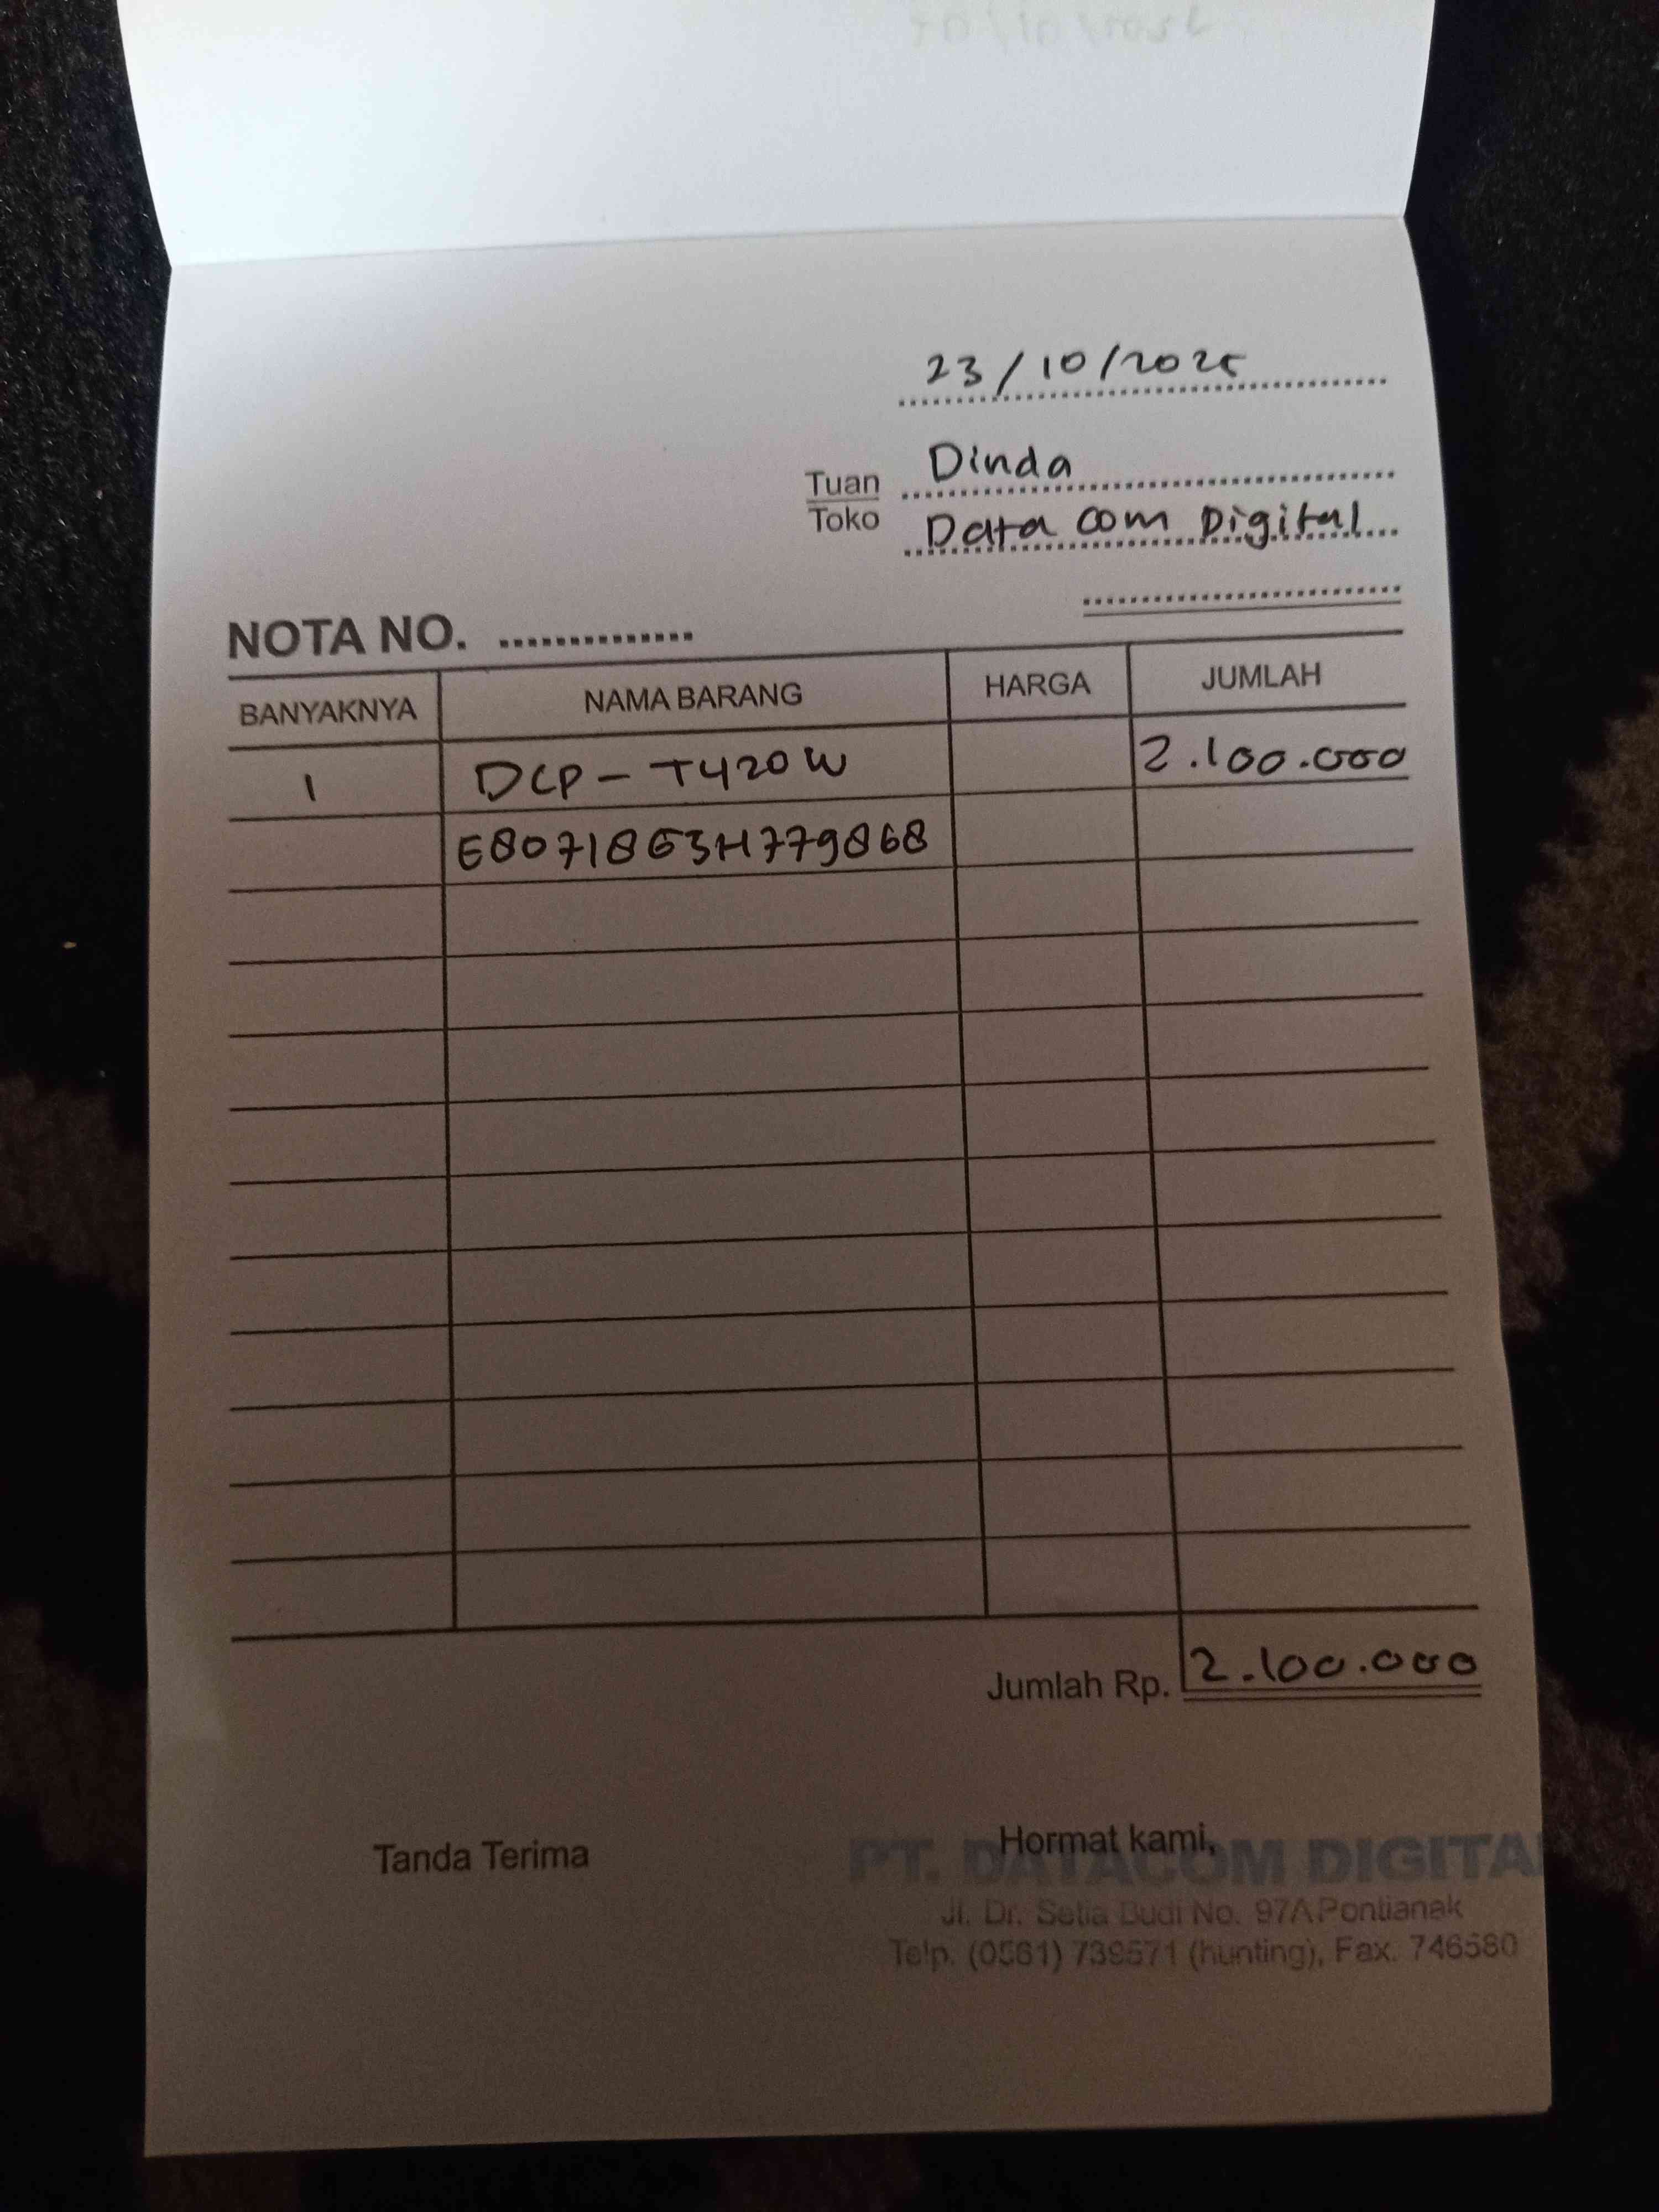 23/10/2025
Tuan Dinda
Toko Data Com Digital
NOTA NO.
BANYAKNYA NAMA BARANG HARGA JUMLAH
1 DCP-T420W 2.100.000
E80718G3H779868
Jumlah Rp. 2.100.000
Tanda Terima Hormat kami,
PT. DATACOM DIGITAL
Jl. Dr. Setia Budi No. 97A Pontianak
Telp. (0561) 739571 (hunting), Fax. 746580